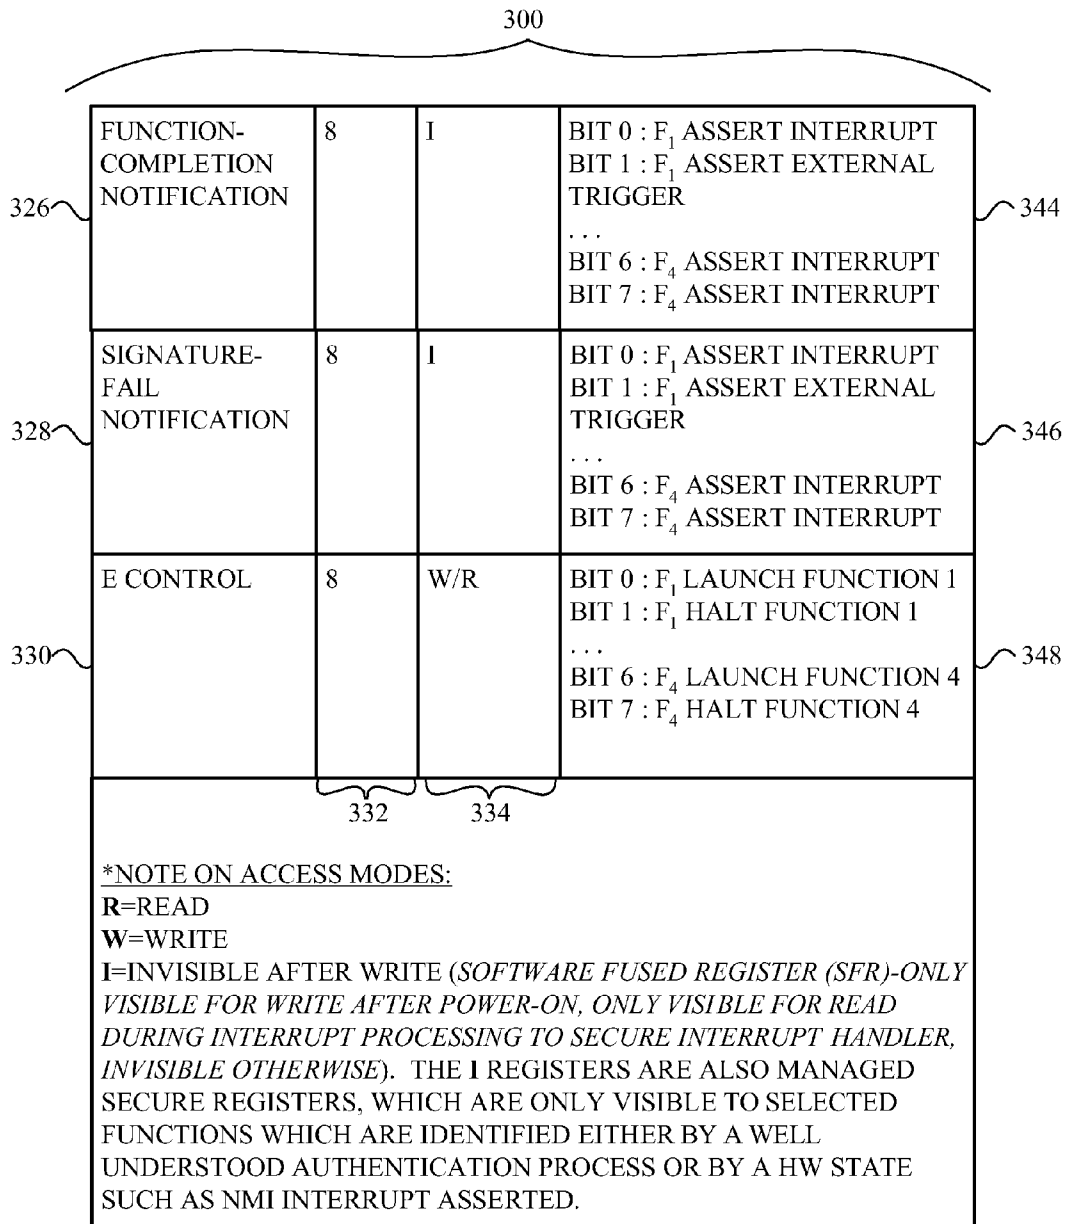 300
FUNCTION-
COMPLETION
NOTIFICATION
8
I
BIT 0 : F1 ASSERT INTERRUPT
BIT 1 : F1 ASSERT EXTERNAL
TRIGGER
. . .
BIT 6 : F4 ASSERT INTERRUPT
BIT 7 : F4 ASSERT INTERRUPT
326
344
SIGNATURE-
FAIL
NOTIFICATION
8
I
BIT 0 : F1 ASSERT INTERRUPT
BIT 1 : F1 ASSERT EXTERNAL
TRIGGER
. . .
BIT 6 : F4 ASSERT INTERRUPT
BIT 7 : F4 ASSERT INTERRUPT
328
346
E CONTROL
8
W/R
BIT 0 : F1 LAUNCH FUNCTION 1
BIT 1 : F1 HALT FUNCTION 1
. . .
BIT 6 : F4 LAUNCH FUNCTION 4
BIT 7 : F4 HALT FUNCTION 4
330
348
332
334
*NOTE ON ACCESS MODES:
R=READ
W=WRITE
I=INVISIBLE AFTER WRITE (SOFTWARE FUSED REGISTER (SFR)-ONLY
VISIBLE FOR WRITE AFTER POWER-ON, ONLY VISIBLE FOR READ
DURING INTERRUPT PROCESSING TO SECURE INTERRUPT HANDLER,
INVISIBLE OTHERWISE). THE I REGISTERS ARE ALSO MANAGED
SECURE REGISTERS, WHICH ARE ONLY VISIBLE TO SELECTED
FUNCTIONS WHICH ARE IDENTIFIED EITHER BY A WELL
UNDERSTOOD AUTHENTICATION PROCESS OR BY A HW STATE
SUCH AS NMI INTERRUPT ASSERTED.